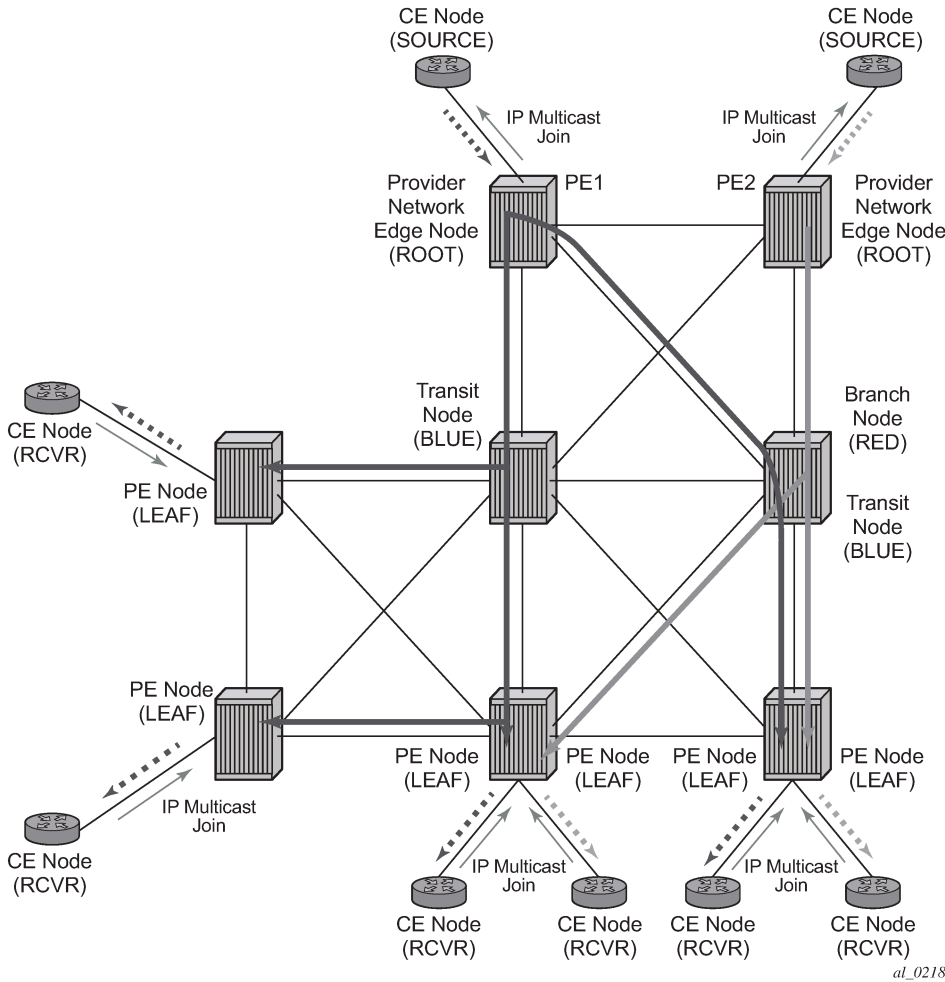 CE Node
(SOURCE)
CE Node
(SOURCE)
IP Multicast
Join
IP Multicast
Join
Provider
Network
Edge Node
(ROOT)
PE1
PE2
Provider
Network
Edge Node
(ROOT)
Transit
Node
(BLUE)
Branch
Node
(RED)
Transit
Node
(BLUE)
CE Node
(RCVR)
PE Node
(LEAF)
PE Node
(LEAF)
PE Node
(LEAF)
PE Node
(LEAF)
PE Node
(LEAF)
PE Node
(LEAF)
IP Multicast
Join
CE Node
(RCVR)
IP Multicast
Join
IP Multicast
Join
CE Node
(RCVR)
CE Node
(RCVR)
CE Node
(RCVR)
CE Node
(RCVR)
al_0218